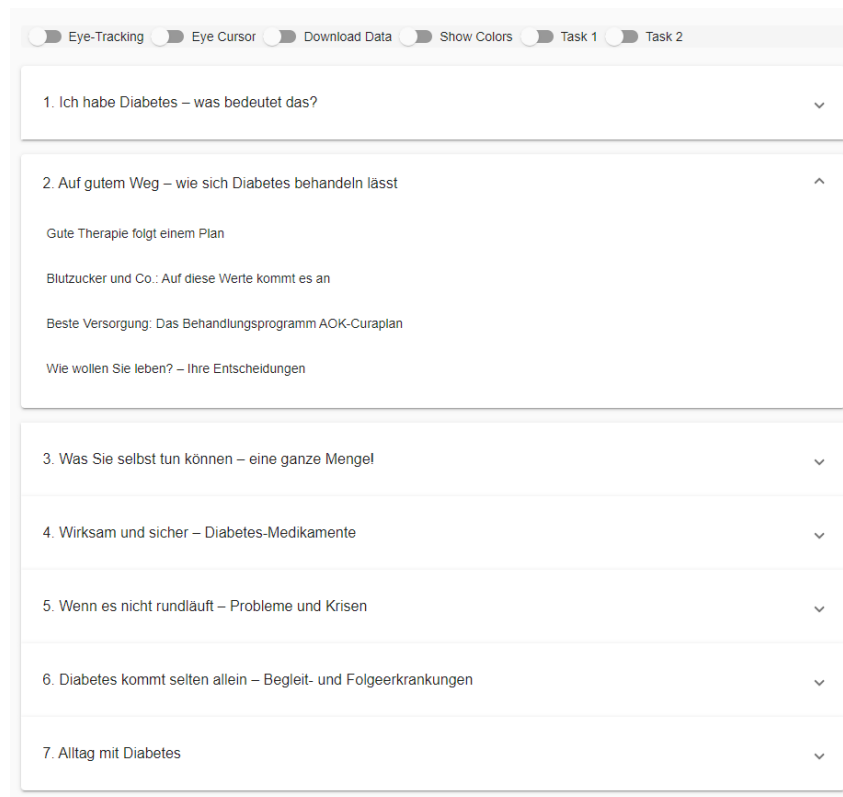 Eye-Tracking Eye Cursor Download Data Show Colors Task 1 Task 2
1. Ich habe Diabetes – was bedeutet das?
2. Auf gutem Weg – wie sich Diabetes behandeln lässt
Gute Therapie folgt einem Plan
Blutzucker und Co.: Auf diese Werte kommt es an
Beste Versorgung: Das Behandlungsprogramm AOK-Curaplan
Wie wollen Sie leben? – Ihre Entscheidungen
3. Was Sie selbst tun können – eine ganze Menge!
4. Wirksam und sicher – Diabetes-Medikamente
5. Wenn es nicht rundläuft – Probleme und Krisen
6. Diabetes kommt selten allein – Begleit- und Folgeerkrankungen
7. Alltag mit Diabetes